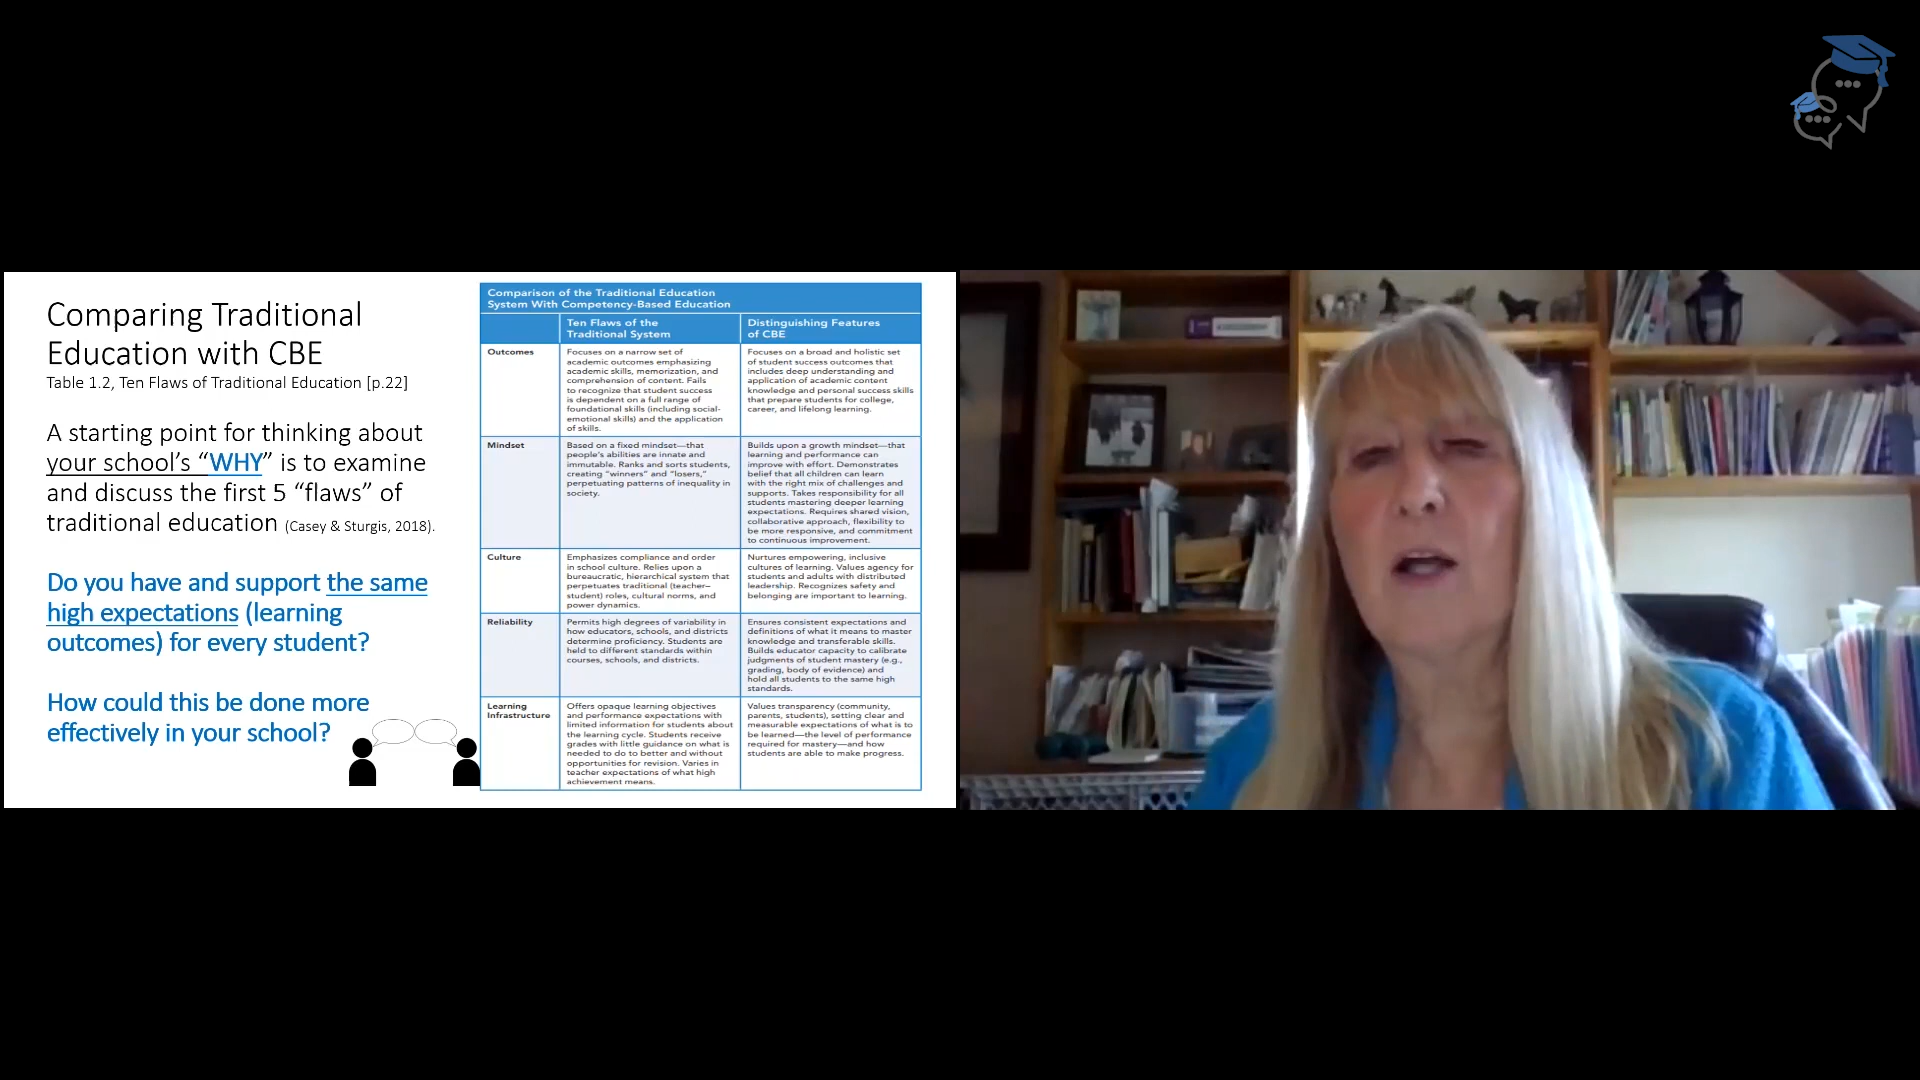 Comparing Traditional
Education with CBE
Table 1.2, Ten Flaws of Traditional Education [p.22]
A starting point for thinking about
your school's “WHY” is to examine
and discuss the first 5 “flaws” of
traditional education (Casey & Sturgis, 2018).
Do you have and support the same
high expectations (learning
outcomes) for every student?
How could this be done more
effectively in your school?
Comparison of the Traditional Education
System With Competency-Based Education
Ten Flaws of the
Traditional System
Distinguishing Features
of CBE
Outcomes
Focuses on a narrow set of
academic outcomes emphasizing
academic skills, memorization, and
comprehension of content. Fails
to recognize that student success
is dependent on a full range of
foundational skills (including social-
emotional skills) and the application
of skills.
Focuses on a broad and holistic set
of student success outcomes that
includes deep understanding and
application of academic content
knowledge and personal success skills
that prepare students for college,
career, and lifelong learning.
Mindset
Based on a fixed mindset—that
people's abilities are innate and
immutable. Ranks and sorts students,
creating “winners” and “losers,”
perpetuating patterns of inequality in
society.
Builds upon a growth mindset—that
learning and performance can
improve with effort. Demonstrates
belief that all children can learn
with the right mix of challenges and
supports. Takes responsibility for all
students mastering deeper learning
expectations. Requires shared vision,
collaborative approach, flexibility to
be more responsive, and commitment
to continuous improvement.
Culture
Emphasizes compliance and order
in school culture. Relies upon a
bureaucratic, hierarchical system that
perpetuates traditional (teacher–
student) roles, cultural norms, and
power dynamics.
Nurtures empowering, inclusive
cultures of learning. Values agency for
students and adults with distributed
leadership. Recognizes safety and
belonging are important to learning.
Reliability
Permits high degrees of variability in
how educators, schools, and districts
determine proficiency. Students are
held to different standards within
courses, schools, and districts.
Ensures consistent expectations and
definitions of what it means to master
knowledge and transferable skills.
Builds educator capacity to calibrate
judgments of student mastery (e.g.,
grading, body of evidence) and
hold all students to the same high
standards.
Learning
Infrastructure
Offers opaque learning objectives
and performance expectations with
limited information for students about
the learning cycle. Students receive
grades with little guidance on what is
needed to do to better and without
opportunities for revision. Varies in
teacher expectations of what high
achievement means.
Values transparency (community,
parents, students), setting clear and
measurable expectations of what is to
be learned—the level of performance
required for mastery—and how
students are able to make progress.